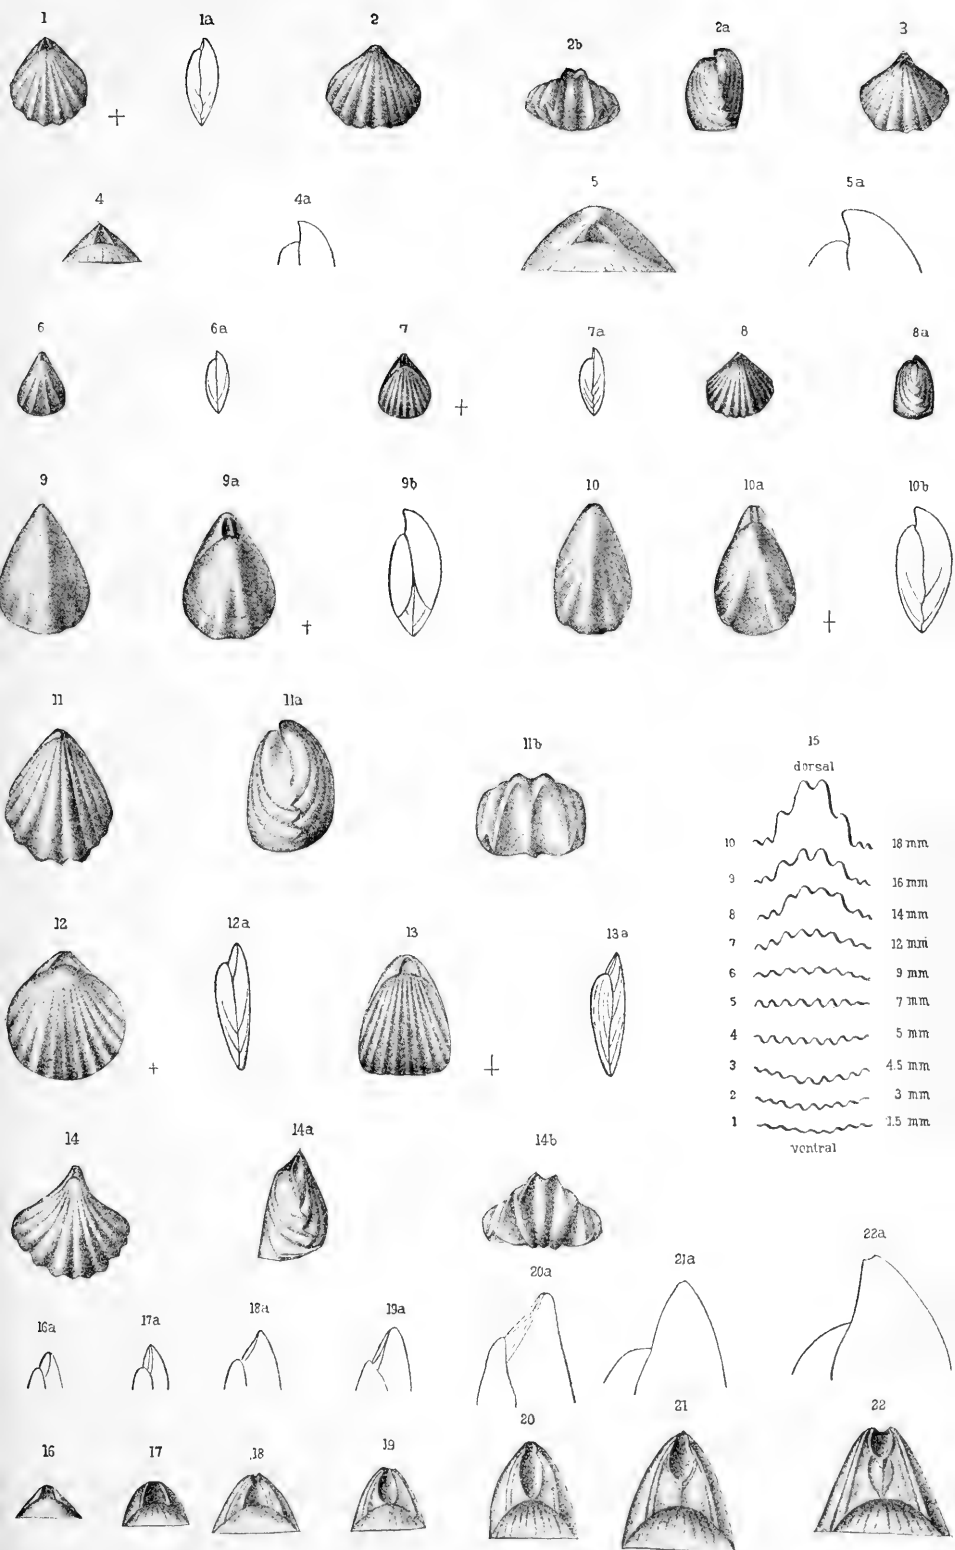 1 1a 2 2b 2a 3
4 4a 5 5a
6 6a 7 7a 8 8a
9 9a 9b 10 10a 10b
11 11a 11b
15
dorsal
10 18 mm
9 16 mm
8 14 mm
7 12 mm
6 9 mm
5 7 mm
4 5 mm
3 4.5 mm
2 3 mm
1 1.5 mm
ventral
12 12a 13 13a
14 14a 14b
16a 17a 18a 19a 20a 21a 22a
16 17 18 19 20 21 22